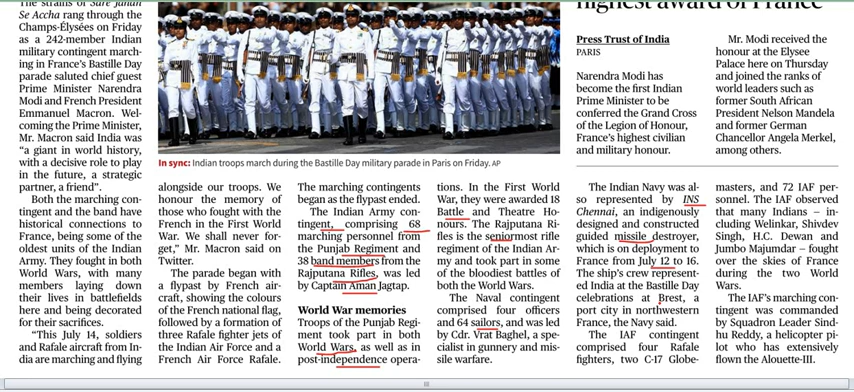 The strains of Sare Jahan
Se Accha rang through the
Champs-Élysées on Friday
as a 242-member Indian
military contingent march-
ing in France's Bastille Day
parade saluted chief guest
Prime Minister Narendra
Modi and French President
Emmanuel Macron. Wel-
coming the Prime Minister,
Mr. Macron said India was
“a giant in world history,
with a decisive role to play
in the future, a strategic
partner, a friend”.
Both the marching con-
tingent and the band have
historical connections to
France, being some of the
oldest units of the Indian
Army. They fought in both
World Wars, with many
members laying down
their lives in battlefields
here and being decorated
for their sacrifices.
“This July 14, soldiers
and Rafale aircraft from In-
dia are marching and flying
In sync: Indian troops march during the Bastille Day military parade in Paris on Friday. AP
alongside our troops. We
honour the memory of
those who fought with the
French in the First World
War. We shall never for-
get,” Mr. Macron said on
Twitter.
The parade began with
a flypast by French air-
craft, showing the colours
of the French national flag,
followed by a formation of
three Rafale fighter jets of
the Indian Air Force and a
French Air Force Rafale.
The marching contingents
began as the flypast ended.
The Indian Army con-
tingent, comprising 68
marching personnel from
the Punjab Regiment and
38 band members from the
Rajputana Rifles, was led
by Captain Aman Jagtap.
World War memories
Troops of the Punjab Regi-
ment took part in both
World Wars, as well as in
post-independence opera-
tions. In the First World
War, they were awarded 18
Battle and Theatre Ho-
nours. The Rajputana Ri-
fles is the seniormost rifle
regiment of the Indian Ar-
my and took part in some
of the bloodiest battles of
both the World Wars.
The Naval contingent
comprised four officers
and 64 sailors, and was led
by Cdr. Vrat Baghel, a spe-
cialist in gunnery and mis-
sile warfare.
highest award of France
Press Trust of India
PARIS
Narendra Modi has
become the first Indian
Prime Minister to be
conferred the Grand Cross
of the Legion of Honour,
France's highest civilian
and military honour.
Mr. Modi received the
honour at the Elysee
Palace here on Thursday
and joined the ranks of
world leaders such as
former South African
President Nelson Mandela
and former German
Chancellor Angela Merkel,
among others.
The Indian Navy was al-
so represented by INS
Chennai, an indigenously
designed and constructed
guided missile destroyer,
which is on deployment to
France from July 12 to 16.
The ship's crew represent-
ed India at the Bastille Day
celebrations at Brest, a
port city in northwestern
France, the Navy said.
The IAF contingent
comprised four Rafale
fighters, two C-17 Globe-
masters, and 72 IAF per-
sonnel. The IAF observed
that many Indians – in-
cluding Welinkar, Shivdev
Singh, H.C. Dewan and
Jumbo Majumdar – fought
over the skies of France
during the two World
Wars.
The IAF's marching con-
tingent was commanded
by Squadron Leader Sind-
hu Reddy, a helicopter pi-
lot who has extensively
flown the Alouette-III.